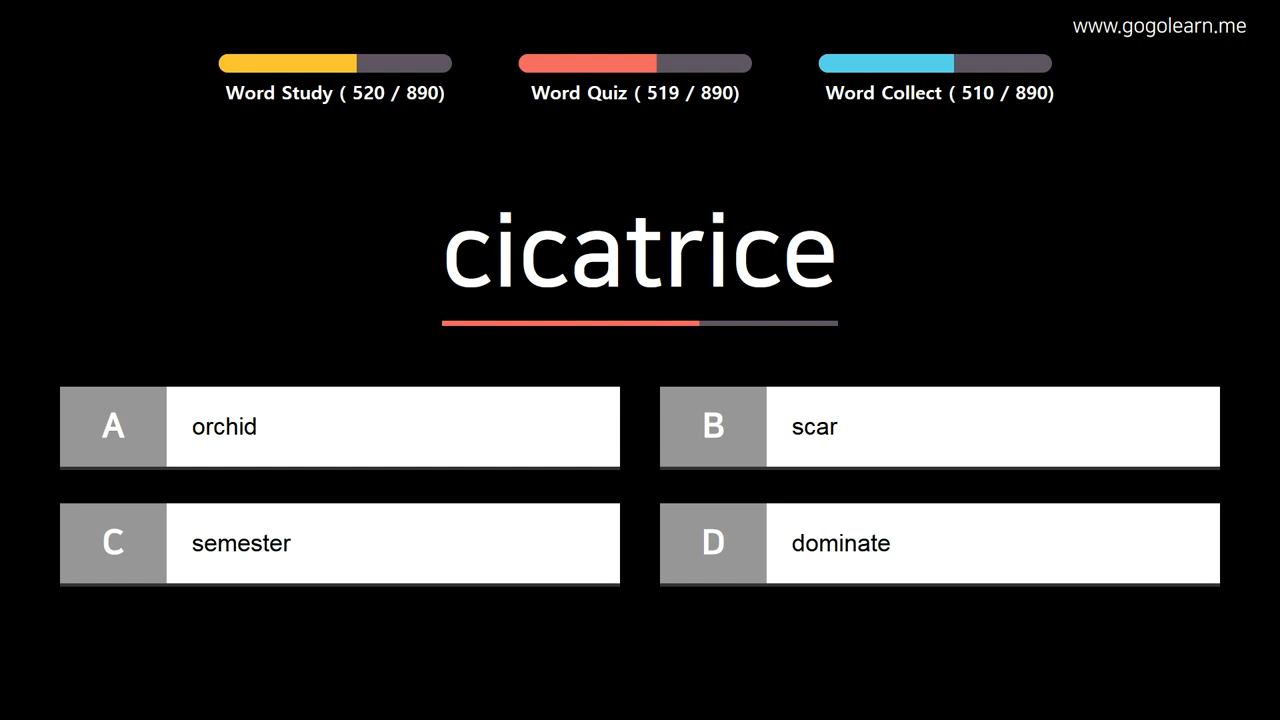 www.gogolearn.me
Word Study ( 520 / 890)
Word Quiz ( 519 / 890)
Word Collect ( 510 / 890)
cicatrice
A orchid
B scar
C semester
D dominate